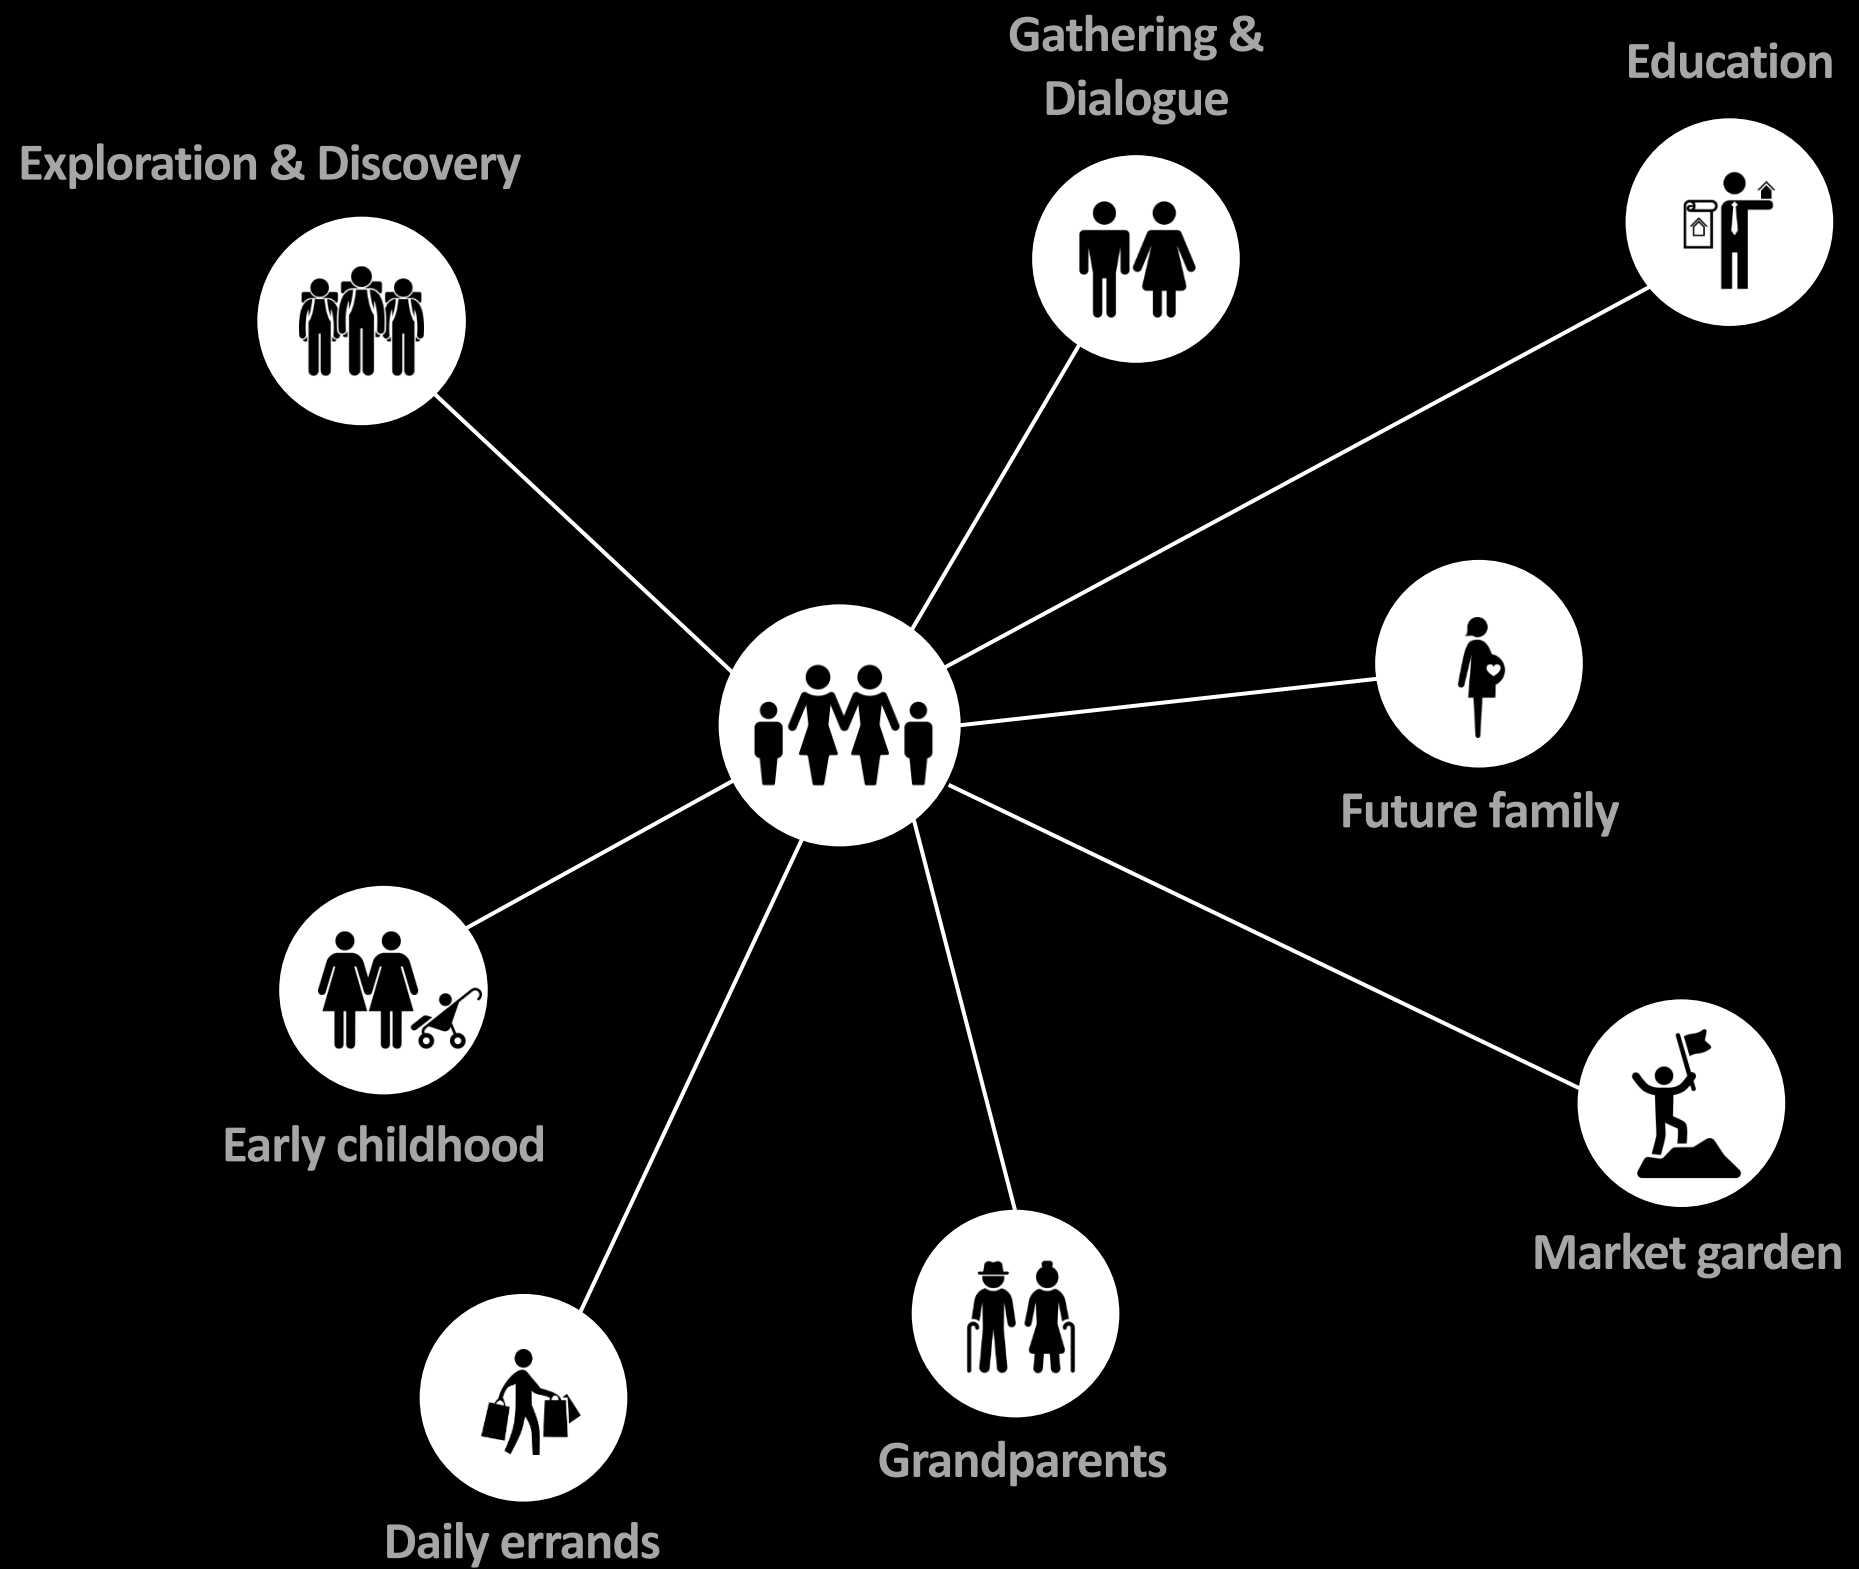 Gathering &
Dialogue
Education
Exploration & Discovery
Future family
Early childhood
Market garden
Grandparents
Daily errands